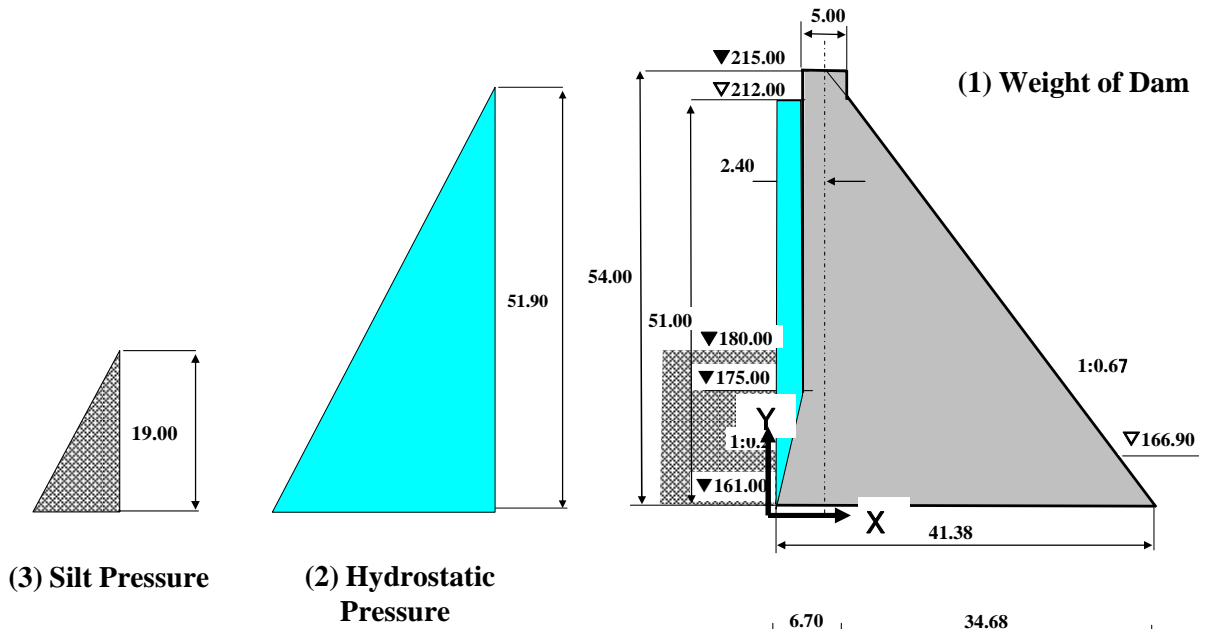 5.00
▼215.00
(1) Weight of Dam
▽212.00
2.40
54.00
51.90
51.00
▼180.00
1:0.67
▼175.00
19.00
Y
▽166.90
▼161.00
X
41.38
(3) Silt Pressure
(2) Hydrostatic
Pressure
6.70
34.68